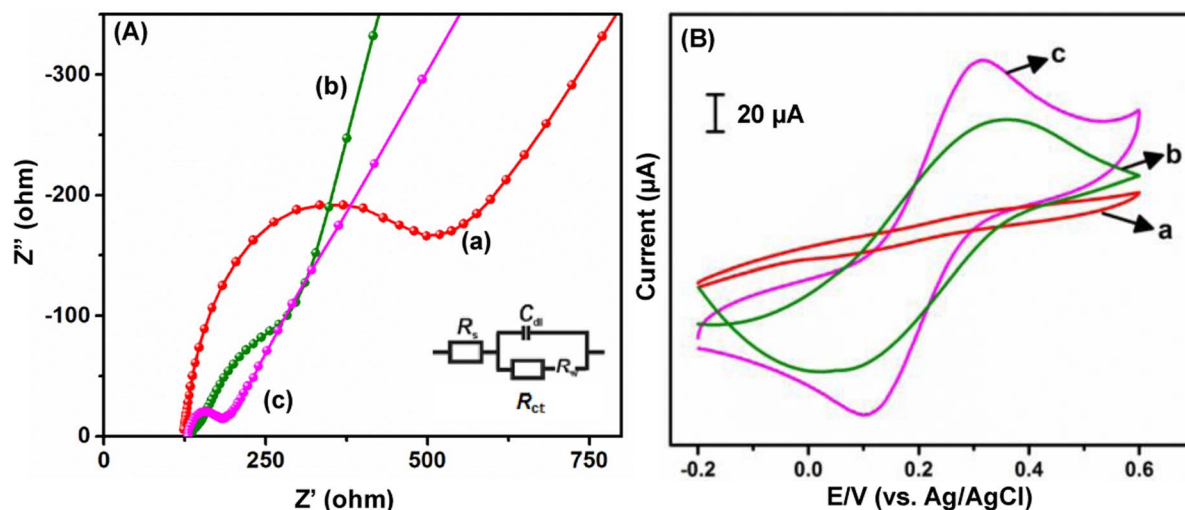 (A)
-300
-200
-100
0
Z'' (ohm)
(b)
(a)
(c)
Rs
Cdl
Rw
Rct
0
250
500
750
Z' (ohm)
(B)
20 µA
c
b
a
Current (µA)
-0.2
0.0
0.2
0.4
0.6
E/V (vs. Ag/AgCl)